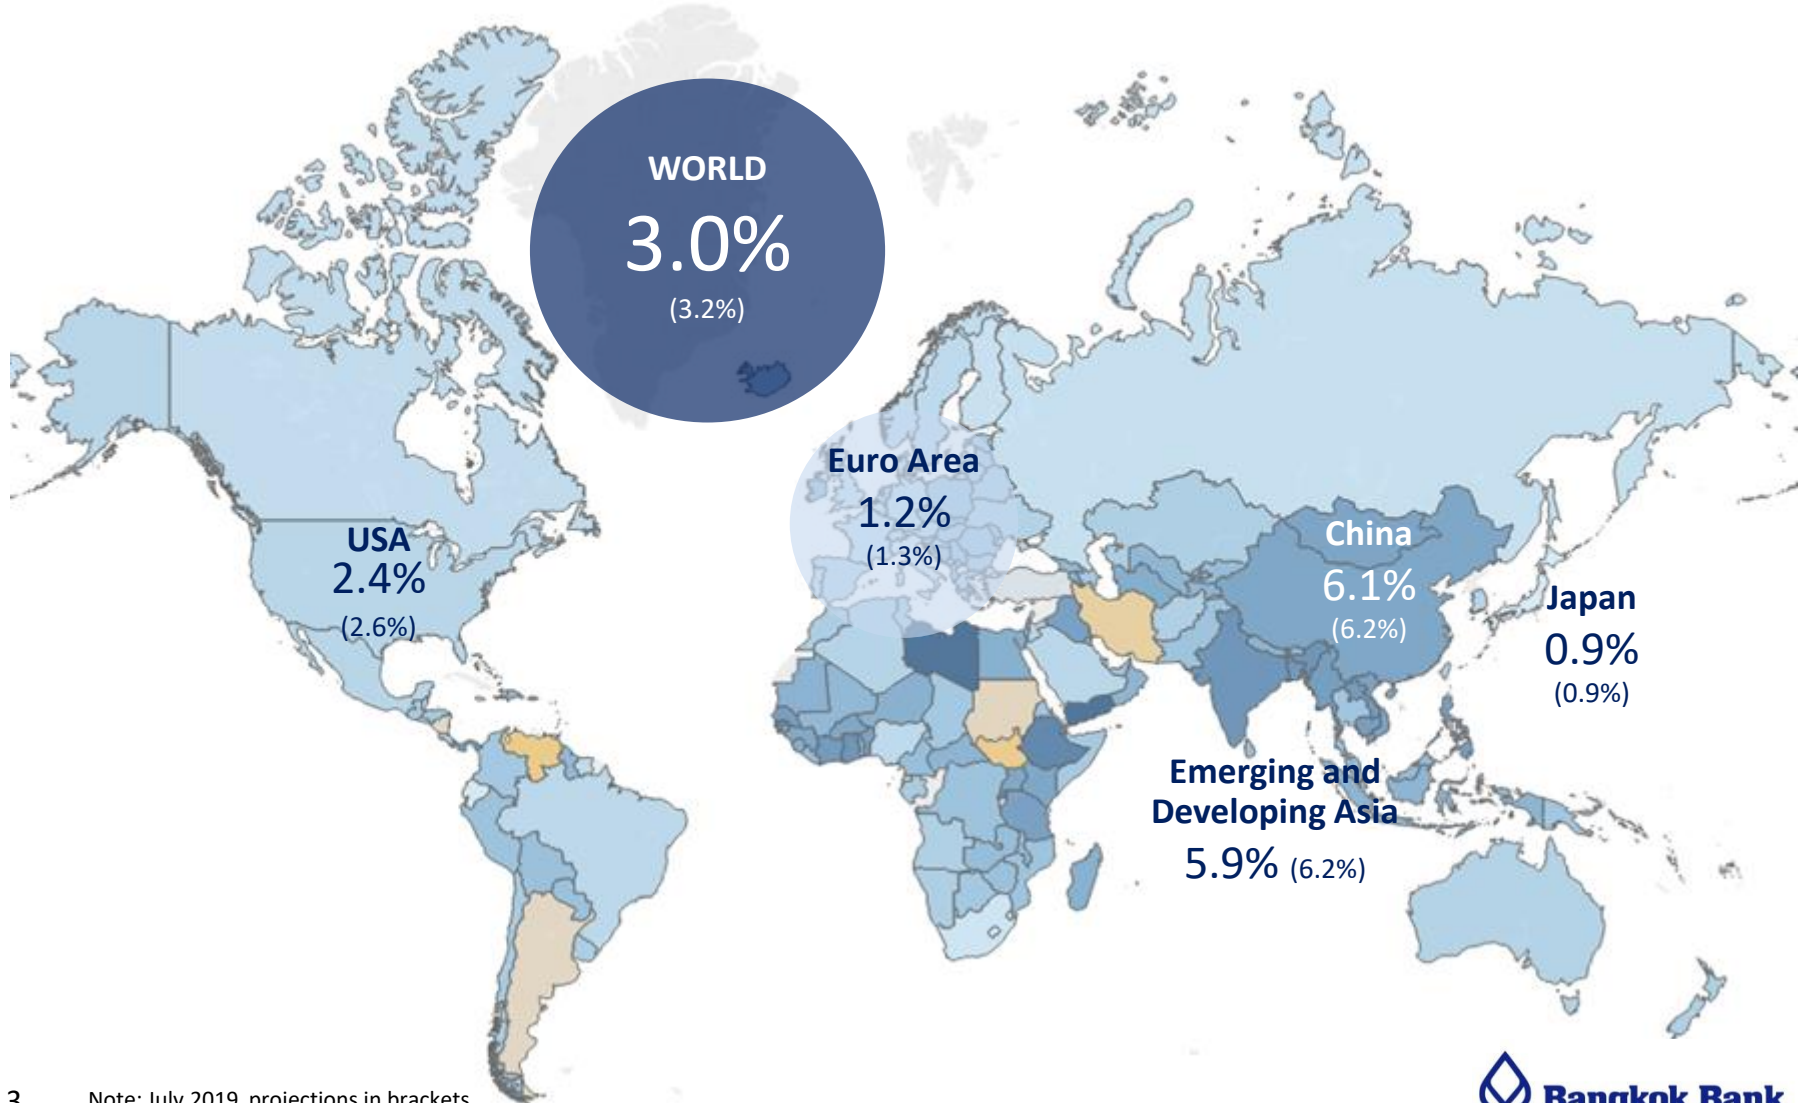 WORLD
3.0%
(3.2%)
Euro Area
1.2%
(1.3%)
USA
2.4%
(2.6%)
China
6.1%
(6.2%)
Japan
0.9%
(0.9%)
Emerging and
Developing Asia
5.9% (6.2%)
3
Note: July 2019 projections in brackets
Bangkok Bank